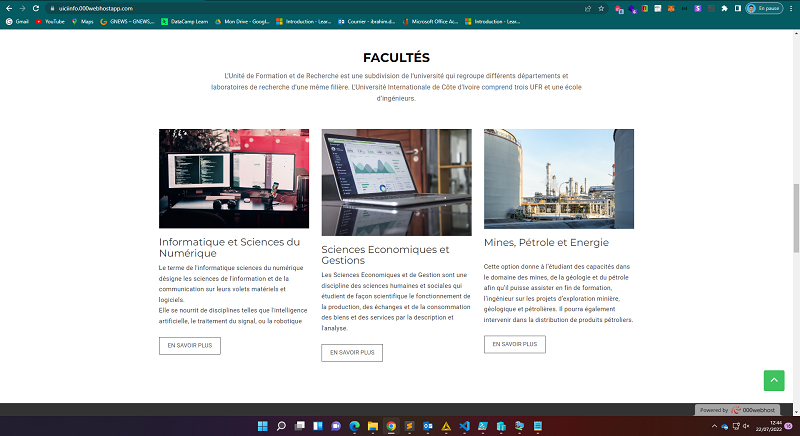 uiciinfo.000webhostapp.com
En pause
Gmail
YouTube
Maps
GNEWS – GNEWS,...
DataCamp Learn
Mon Drive - Googl...
Introduction - Lear...
Courrier - ibrahim.d...
Microsoft Office Act...
Introduction - Lear...
FACULTÉS
L'Unité de Formation et de Recherche est une subdivision de l'université qui regroupe différents départements et
laboratoires de recherche d'une même filière. L'Université Internationale de Côte d'Ivoire comprend trois UFR et une école
d'ingénieurs.
Informatique et Sciences du
Numérique
Le terme de l'informatique sciences du numérique
désigne les sciences de l'information et de la
communication sur leurs volets matériels et
logiciels.
Elle se nourrit de disciplines telles que l'intelligence
artificielle, le traitement du signal, ou la robotique
EN SAVOIR PLUS
Sciences Economiques et
Gestions
Les Sciences Economiques et de Gestion sont une
discipline des sciences humaines et sociales qui
étudient de façon scientifique le fonctionnement de
la production, des échanges et de la consommation
des biens et des services par la description et
l'analyse.
EN SAVOIR PLUS
Mines, Pétrole et Energie
Cette option donne à l'étudiant des capacités dans
le domaine des mines, de la géologie et du pétrole
afin qu'il puisse assister en fin de formation,
l'ingénieur sur les projets d'exploration minière,
géologique et pétrolières. Il pourra également
intervenir dans la distribution de produits pétroliers.
EN SAVOIR PLUS
Powered by 000webhost
12:44
22/07/2022